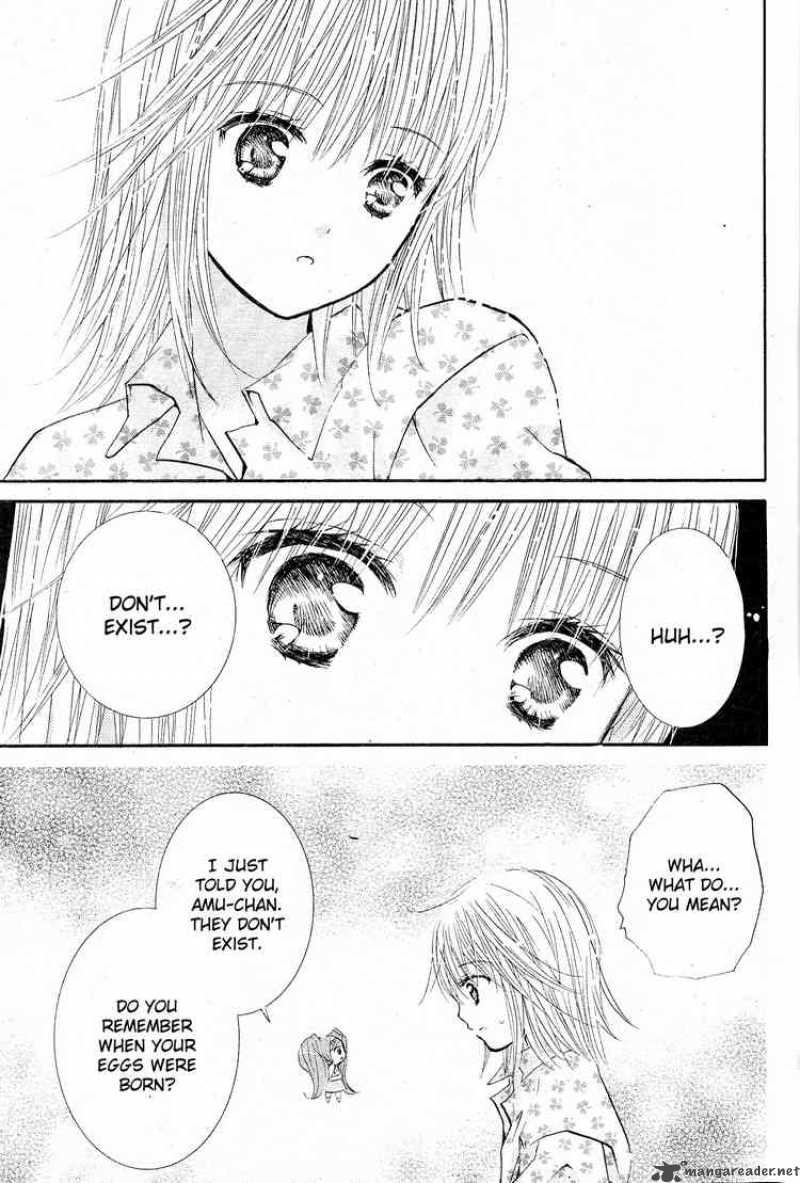 HUH...?
DON'T...
EXIST...?
WHA...
WHAT DO...
YOU MEAN?
I JUST
TOLD YOU,
AMU-CHAN.
THEY DON'T
EXIST.
DO YOU
REMEMBER
WHEN YOUR
EGGS WERE
BORN?
mangareader.net